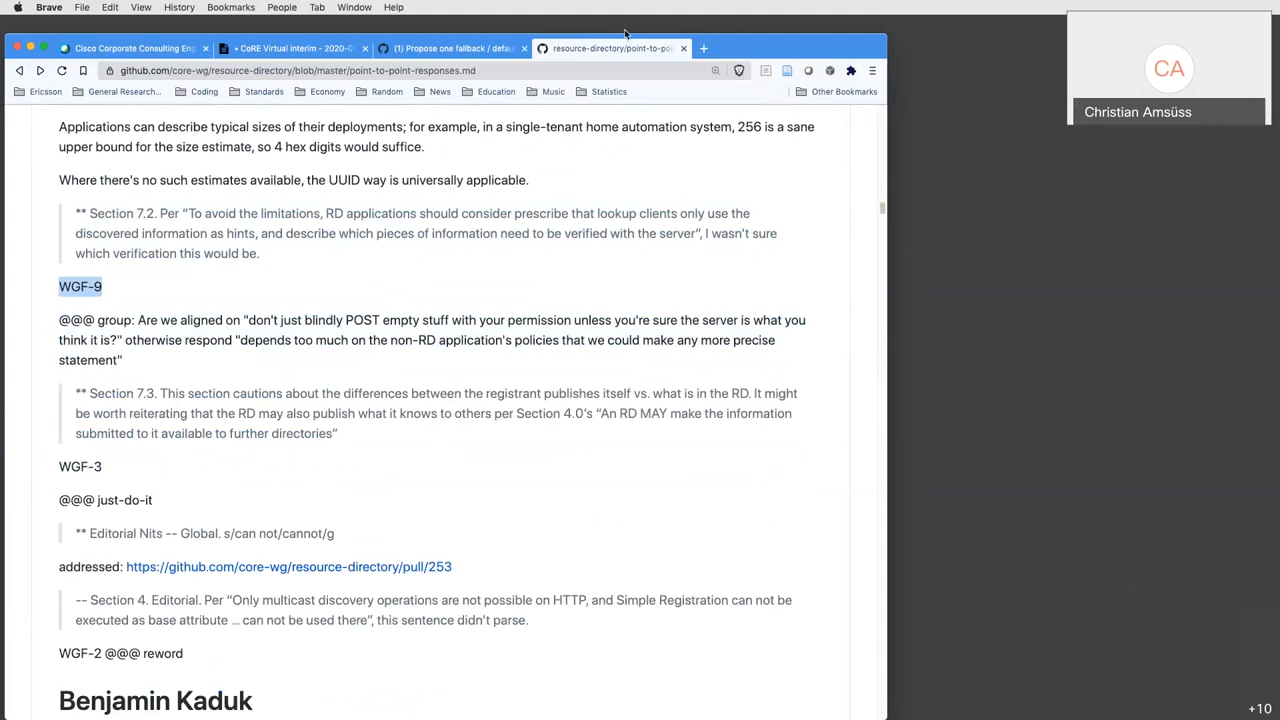 Brave File Edit View History Bookmarks People Tab Window Help
Cisco Corporate Consulting En
• CoRE Virtual interim - 2020-0
(1) Propose one fallback / defau
resource-directory/point-to-poi
github.com/core-wg/resource-directory/blob/master/point-to-point-responses.md
Ericsson General Research... Coding Standards Economy Random News Education Music Statistics Other Bookmarks
CA
Christian Amsüss
Applications can describe typical sizes of their deployments; for example, in a single-tenant home automation system, 256 is a sane
upper bound for the size estimate, so 4 hex digits would suffice.
Where there's no such estimates available, the UUID way is universally applicable.
** Section 7.2. Per “To avoid the limitations, RD applications should consider prescribe that lookup clients only use the
discovered information as hints, and describe which pieces of information need to be verified with the server”, I wasn't sure
which verification this would be.
WGF-9
@@@ group: Are we aligned on "don't just blindly POST empty stuff with your permission unless you're sure the server is what you
think it is?" otherwise respond "depends too much on the non-RD application's policies that we could make any more precise
statement"
** Section 7.3. This section cautions about the differences between the registrant publishes itself vs. what is in the RD. It might
be worth reiterating that the RD may also publish what it knows to others per Section 4.0's “An RD MAY make the information
submitted to it available to further directories”
WGF-3
@@@ just-do-it
** Editorial Nits -- Global. s/can not/cannot/g
addressed: https://github.com/core-wg/resource-directory/pull/253
-- Section 4. Editorial. Per “Only multicast discovery operations are not possible on HTTP, and Simple Registration can not be
executed as base attribute … can not be used there”, this sentence didn't parse.
WGF-2 @@@ reword
Benjamin Kaduk
+10